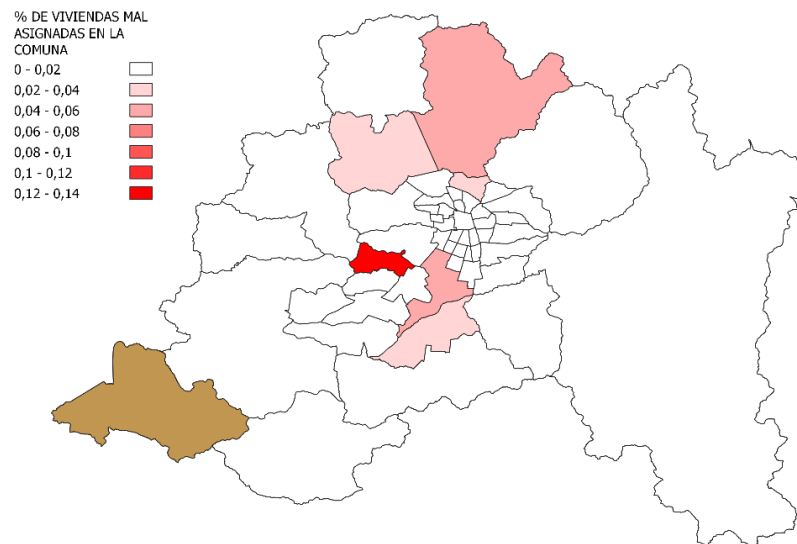 % DE VIVIENDAS MAL
ASIGNADAS EN LA
COMUNA
0 - 0,02
0,02 - 0,04
0,04 - 0,06
0,06 - 0,08
0,08 - 0,1
0,1 - 0,12
0,12 - 0,14